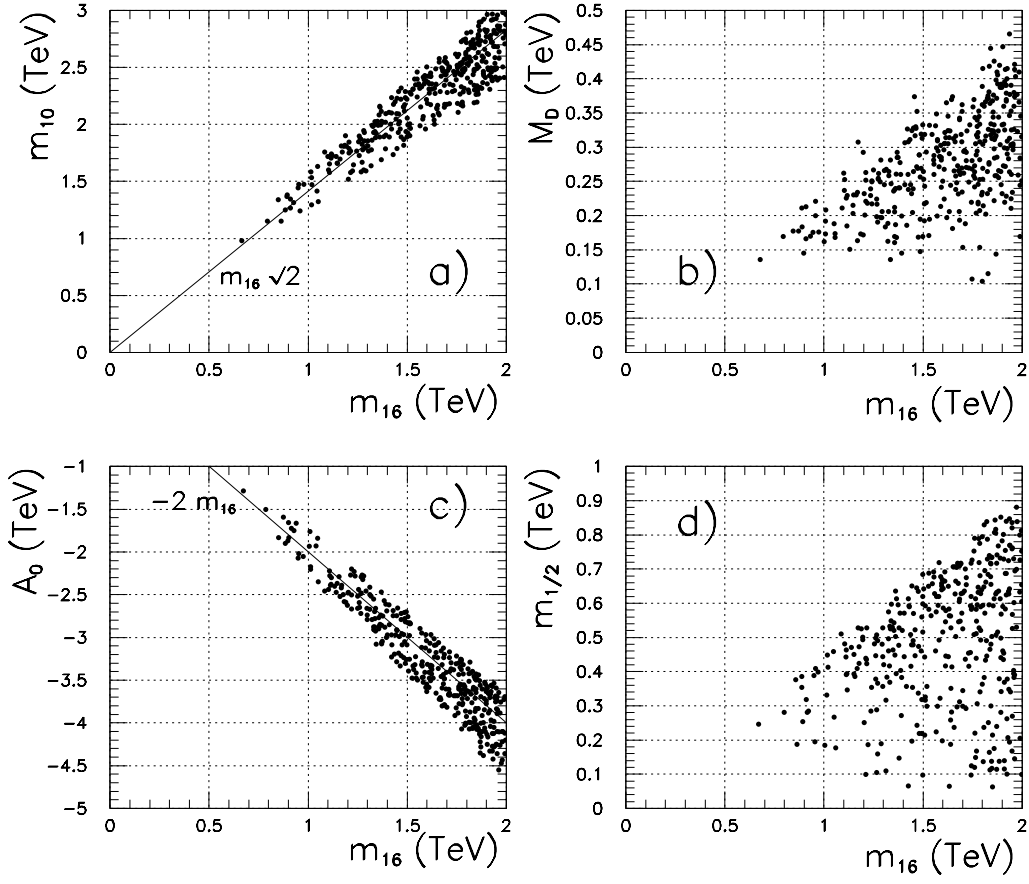 m₁₀ (TeV)
3
2.5
2
1.5
1
0.5
0
a)
m₁₆ √2
0 0.5 1 1.5 2
m₁₆ (TeV)
M_D (TeV)
0.5
0.45
0.4
0.35
0.3
0.25
0.2
0.15
0.1
0.05
0
b)
0 0.5 1 1.5 2
m₁₆ (TeV)
A₀ (TeV)
−1
−1.5
−2
−2.5
−3
−3.5
−4
−4.5
−5
−2 m₁₆
c)
0 0.5 1 1.5 2
m₁₆ (TeV)
m₁/₂ (TeV)
1
0.9
0.8
0.7
0.6
0.5
0.4
0.3
0.2
0.1
0
d)
0 0.5 1 1.5 2
m₁₆ (TeV)